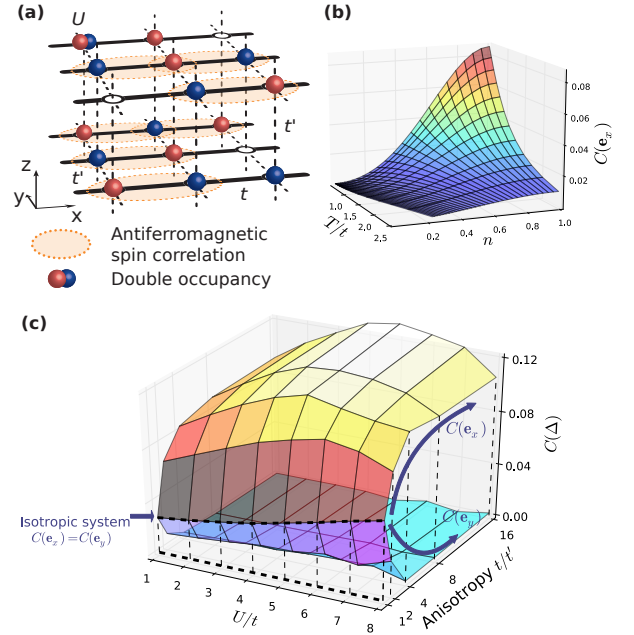 (a)
U
t'
t'
t
z
y
x
Antiferromagnetic
spin correlation
Double occupancy
(b)
0.08
0.06
0.04
0.02
C(e_x)
1.0
1.5
2.0
2.5
T/t
0.2
0.4
0.6
0.8
1.0
n
(c)
0.12
0.08
0.04
0.00
C(Δ)
C(e_x)
C(e_y)
Isotropic system
C(e_x)=C(e_y)
1
2
3
4
5
6
7
8
U/t
1
2
4
8
16
Anisotropy t/t'